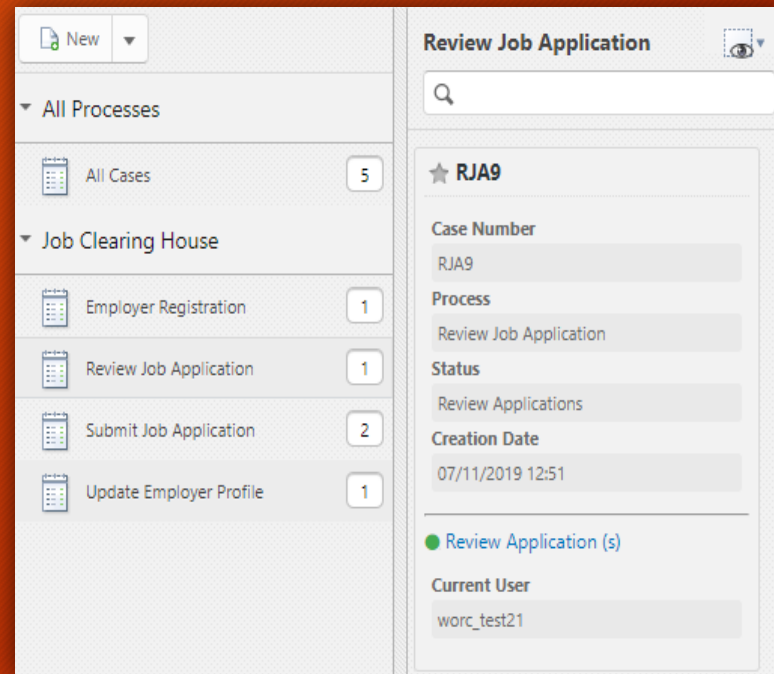 New
All Processes
All Cases 5
Job Clearing House
Employer Registration 1
Review Job Application 1
Submit Job Application 2
Update Employer Profile 1
Review Job Application
RJA9
Case Number
RJA9
Process
Review Job Application
Status
Review Applications
Creation Date
07/11/2019 12:51
Review Application (s)
Current User
worc_test21